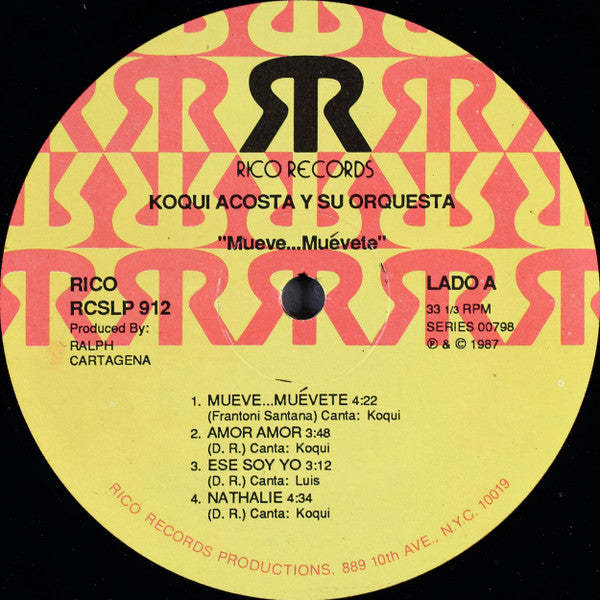 RICO RECORDS
KOQUI ACOSTA Y SU ORQUESTA
"Mueve...Muévete"
RICO
RCSLP 912
Produced By:
RALPH
CARTAGENA
LADO A
33 1/3 RPM
SERIES 00798
℗ & © 1987
1. MUEVE...MUÉVETE 4:22
(Frantoni Santana) Canta: Koqui
2. AMOR AMOR 3:48
(D. R.) Canta: Koqui
3. ESE SOY YO 3:12
(D. R.) Canta: Luis
4. NATHALIE 4:34
(D. R.) Canta: Koqui
RICO RECORDS PRODUCTIONS, 889 10th AVE., N.Y.C. 10019